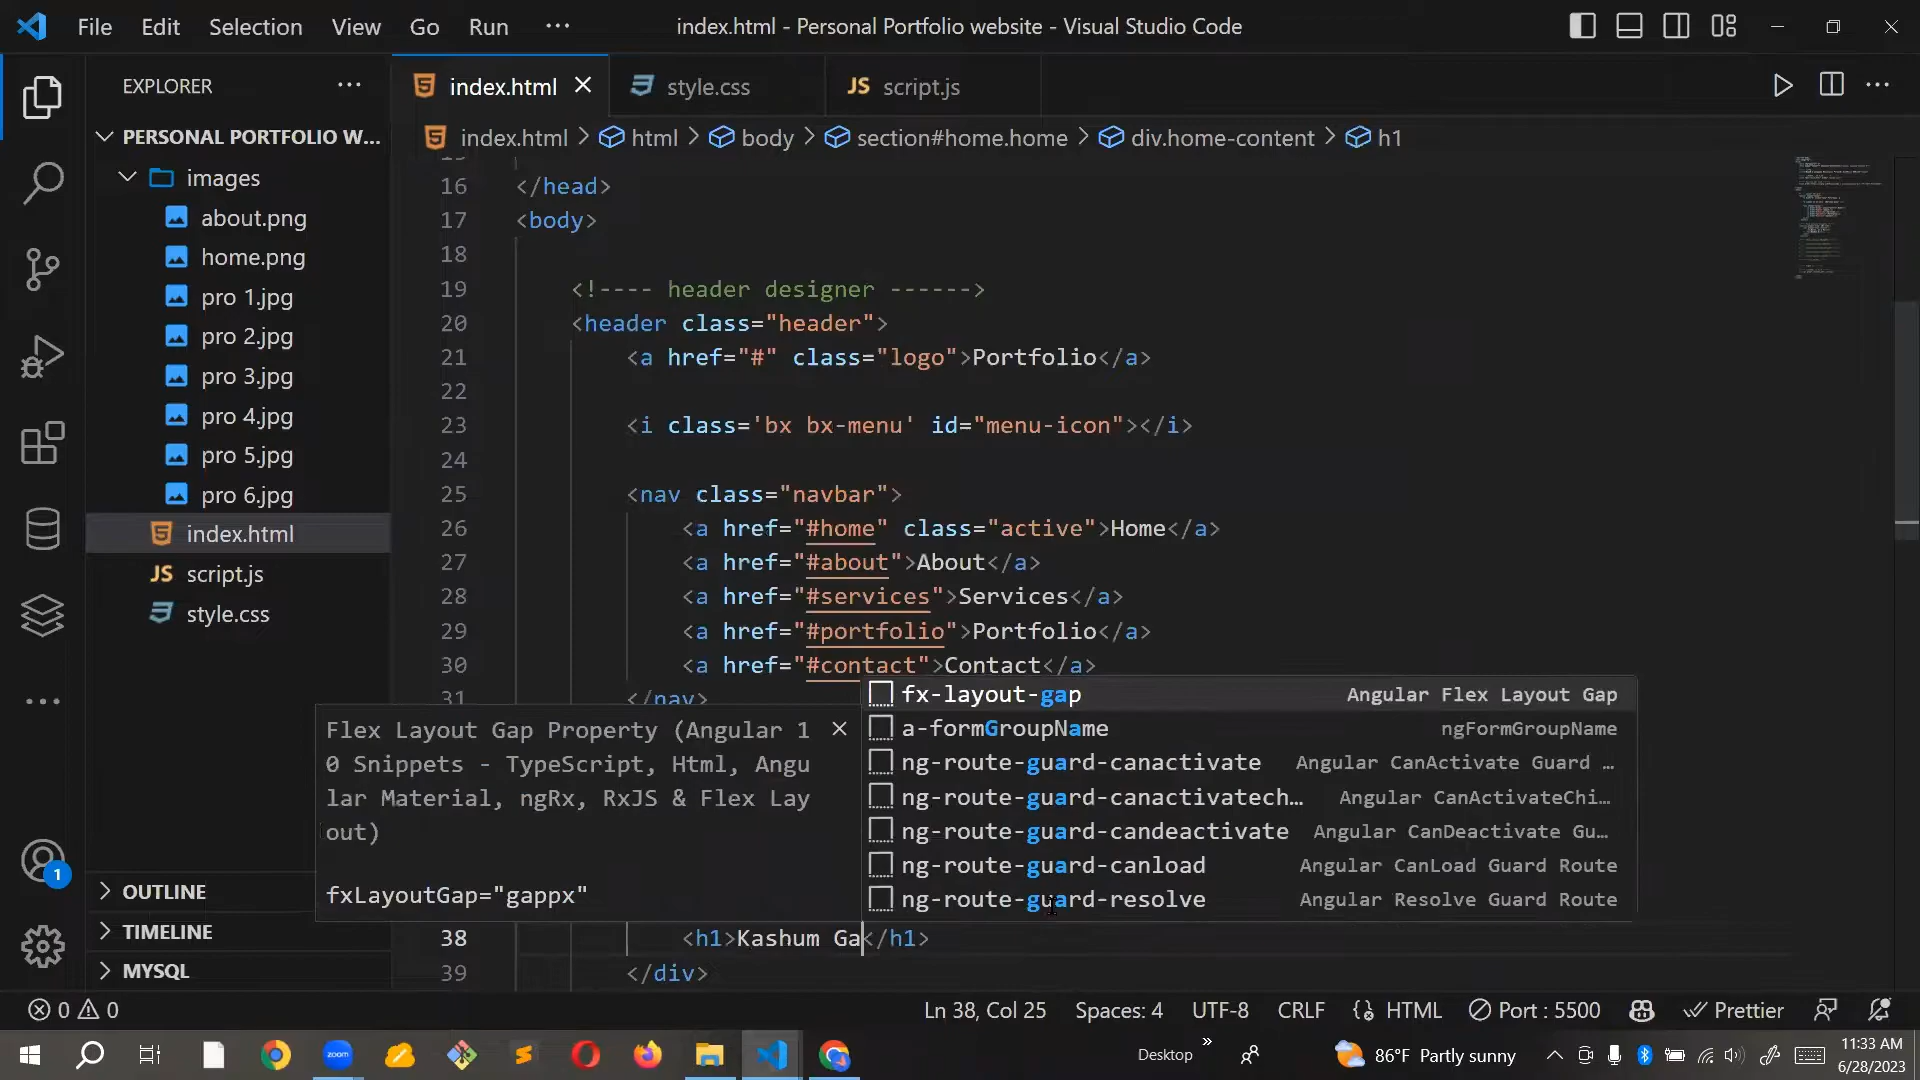 File Edit Selection View Go Run ··· index.html - Personal Portfolio website - Visual Studio Code
EXPLORER ···
index.html
style.css
JS script.js
PERSONAL PORTFOLIO W...
index.html > html > body > section#home.home > div.home-content > h1
images
about.png
home.png
pro 1.jpg
pro 2.jpg
pro 3.jpg
pro 4.jpg
pro 5.jpg
pro 6.jpg
index.html
JS script.js
style.css
16 </head>
17 <body>
18
19 <!---- header designer ------>
20 <header class="header">
21 <a href="#" class="logo">Portfolio</a>
22
23 <i class='bx bx-menu' id="menu-icon"></i>
24
25 <nav class="navbar">
26 <a href="#home" class="active">Home</a>
27 <a href="#about">About</a>
28 <a href="#services">Services</a>
29 <a href="#portfolio">Portfolio</a>
30 <a href="#contact">Contact</a>
31 </nav>
Flex Layout Gap Property (Angular 1
0 Snippets - TypeScript, Html, Angu
lar Material, ngRx, RxJS & Flex Lay
out)
fxLayoutGap="gappx"
fx-layout-gap Angular Flex Layout Gap
a-formGroupName ngFormGroupName
ng-route-guard-canactivate Angular CanActivate Guard …
ng-route-guard-canactivatech... Angular CanActivateChi…
ng-route-guard-candeactivate Angular CanDeactivate Gu…
ng-route-guard-canload Angular CanLoad Guard Route
ng-route-guard-resolve Angular Resolve Guard Route
38 <h1>Kashum Ga</h1>
39 </div>
OUTLINE
TIMELINE
MYSQL
1
0 0 Ln 38, Col 25 Spaces: 4 UTF-8 CRLF {} HTML Port : 5500 Prettier
zoom
Desktop » 86°F Partly sunny 11:33 AM
6/28/2023